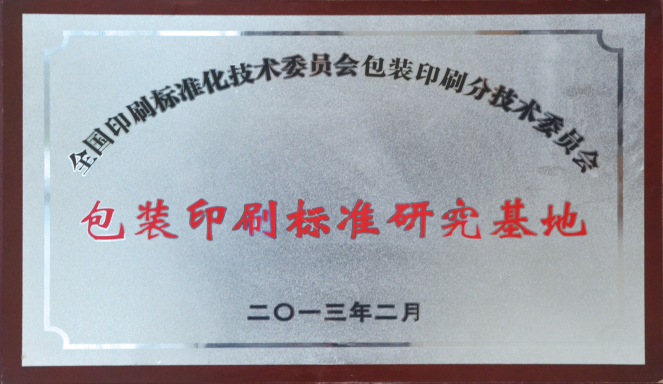 全国印刷标准化技术委员会包装印刷分技术委员会
包装印刷标准研究基地
二〇一三年二月